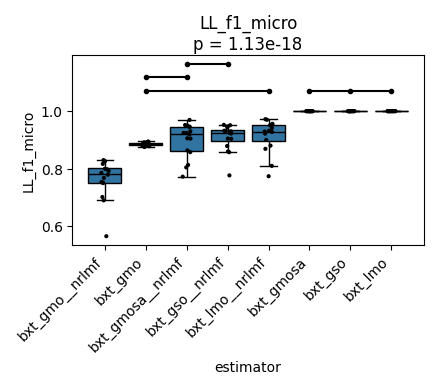 LL_f1_micro
p = 1.13e-18
LL_f1_micro
1.0
0.8
0.6
bxt_gmo__nrlmf
bxt_gmo
bxt_gmosa__nrlmf
bxt_gso__nrlmf
bxt_lmo__nrlmf
bxt_gmosa
bxt_gso
bxt_lmo
estimator